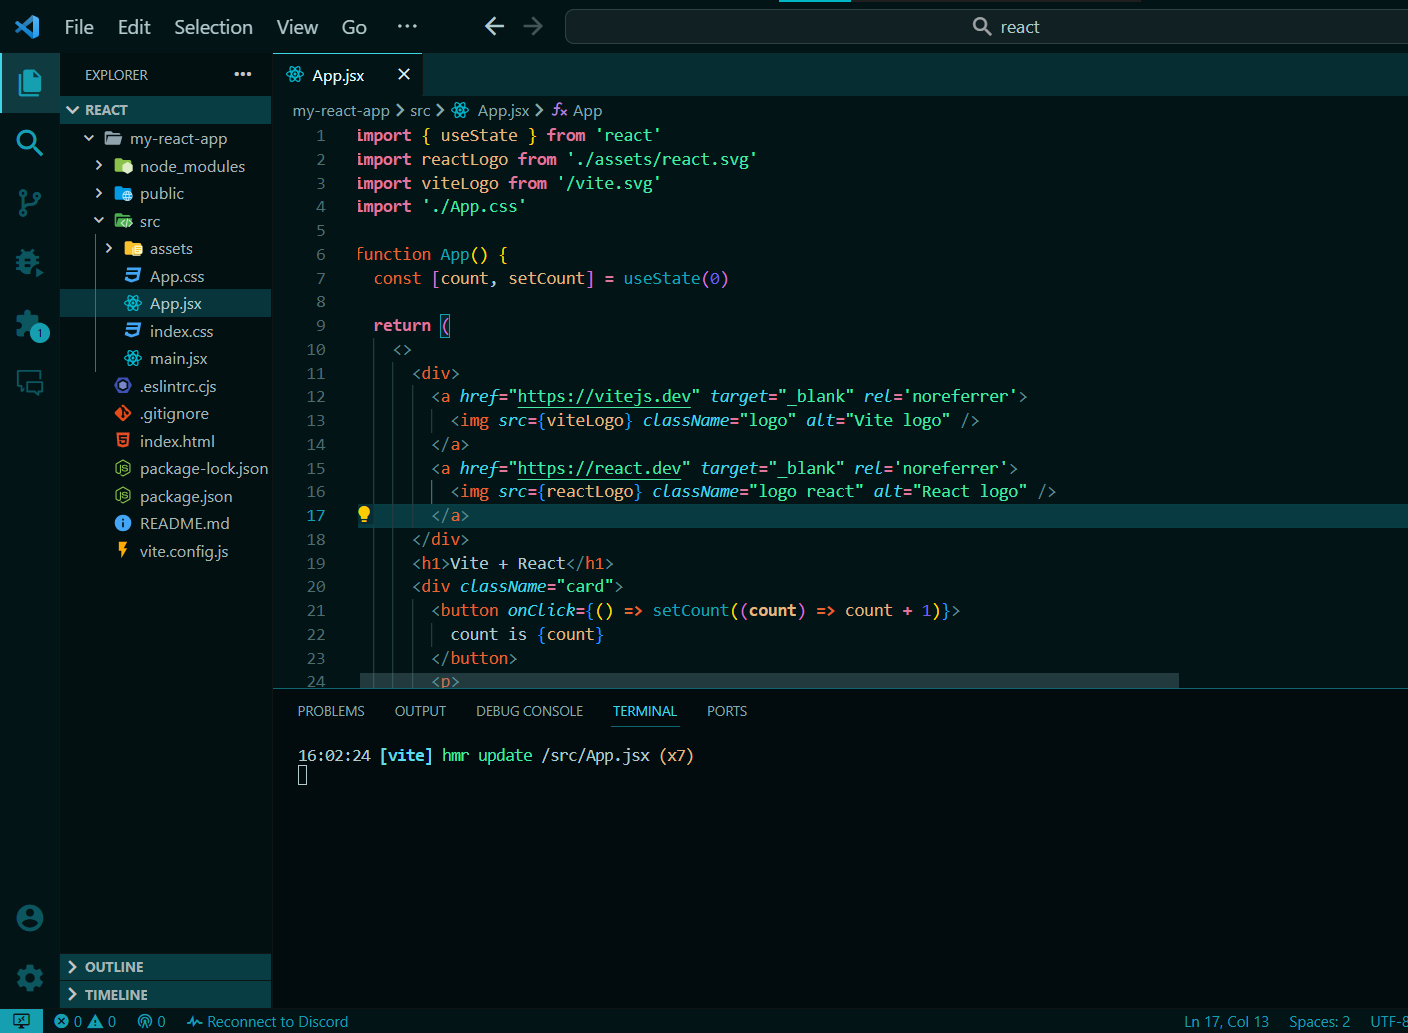 File Edit Selection View Go ··· react
EXPLORER ···
REACT
my-react-app
node_modules
public
src
assets
App.css
App.jsx
index.css
main.jsx
.eslintrc.cjs
.gitignore
index.html
package-lock.json
package.json
README.md
vite.config.js
OUTLINE
TIMELINE
1
App.jsx
my-react-app > src > App.jsx > App
1 import { useState } from 'react'
2 import reactLogo from './assets/react.svg'
3 import viteLogo from '/vite.svg'
4 import './App.css'
5
6 function App() {
7 const [count, setCount] = useState(0)
8
9 return (
10 <>
11 <div>
12 <a href="https://vitejs.dev" target="_blank" rel='noreferrer'>
13 <img src={viteLogo} className="logo" alt="Vite logo" />
14 </a>
15 <a href="https://react.dev" target="_blank" rel='noreferrer'>
16 <img src={reactLogo} className="logo react" alt="React logo" />
17 </a>
18 </div>
19 <h1>Vite + React</h1>
20 <div className="card">
21 <button onClick={() => setCount((count) => count + 1)}>
22 count is {count}
23 </button>
24 <p>
PROBLEMS OUTPUT DEBUG CONSOLE TERMINAL PORTS
16:02:24 [vite] hmr update /src/App.jsx (x7)
0 0 0 Reconnect to Discord Ln 17, Col 13 Spaces: 2 UTF-8